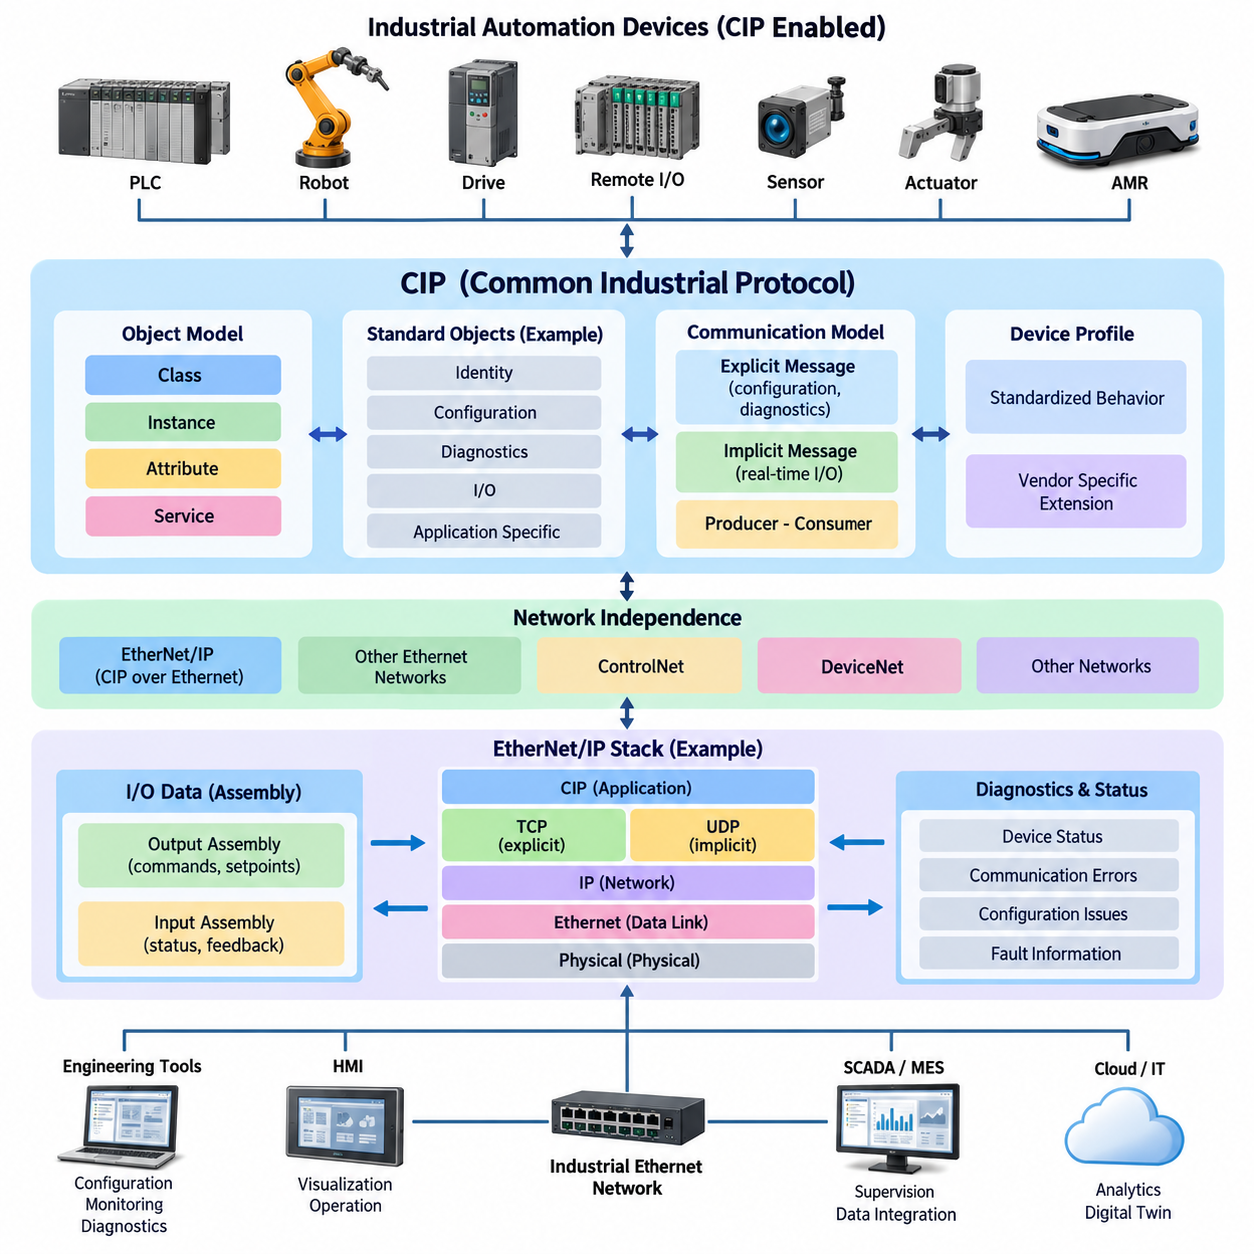 Industrial Automation Devices (CIP Enabled)
PLC
Robot
Drive
Remote I/O
Sensor
Actuator
AMR
CIP (Common Industrial Protocol)
Object Model
Class
Instance
Attribute
Service
Standard Objects (Example)
Identity
Configuration
Diagnostics
I/O
Application Specific
Communication Model
Explicit Message
(configuration,
diagnostics)
Implicit Message
(real-time I/O)
Producer - Consumer
Device Profile
Standardized Behavior
Vendor Specific
Extension
Network Independence
EtherNet/IP
(CIP over Ethernet)
Other Ethernet
Networks
ControlNet
DeviceNet
Other Networks
EtherNet/IP Stack (Example)
I/O Data (Assembly)
Output Assembly
(commands, setpoints)
Input Assembly
(status, feedback)
CIP (Application)
TCP
(explicit)
UDP
(implicit)
IP (Network)
Ethernet (Data Link)
Physical (Physical)
Diagnostics & Status
Device Status
Communication Errors
Configuration Issues
Fault Information
Engineering Tools
Configuration
Monitoring
Diagnostics
HMI
Visualization
Operation
Industrial Ethernet
Network
SCADA / MES
Supervision
Data Integration
Cloud / IT
Analytics
Digital Twin